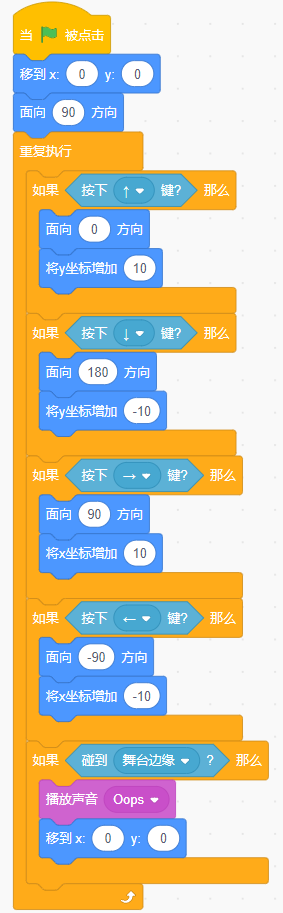 当 被点击
移到 x: 0 y: 0
面向 90 方向
重复执行
如果 按下 ↑ 键? 那么
面向 0 方向
将y坐标增加 10
如果 按下 ↓ 键? 那么
面向 180 方向
将y坐标增加 -10
如果 按下 → 键? 那么
面向 90 方向
将x坐标增加 10
如果 按下 ← 键? 那么
面向 -90 方向
将x坐标增加 -10
如果 碰到 舞台边缘 ? 那么
播放声音 Oops
移到 x: 0 y: 0